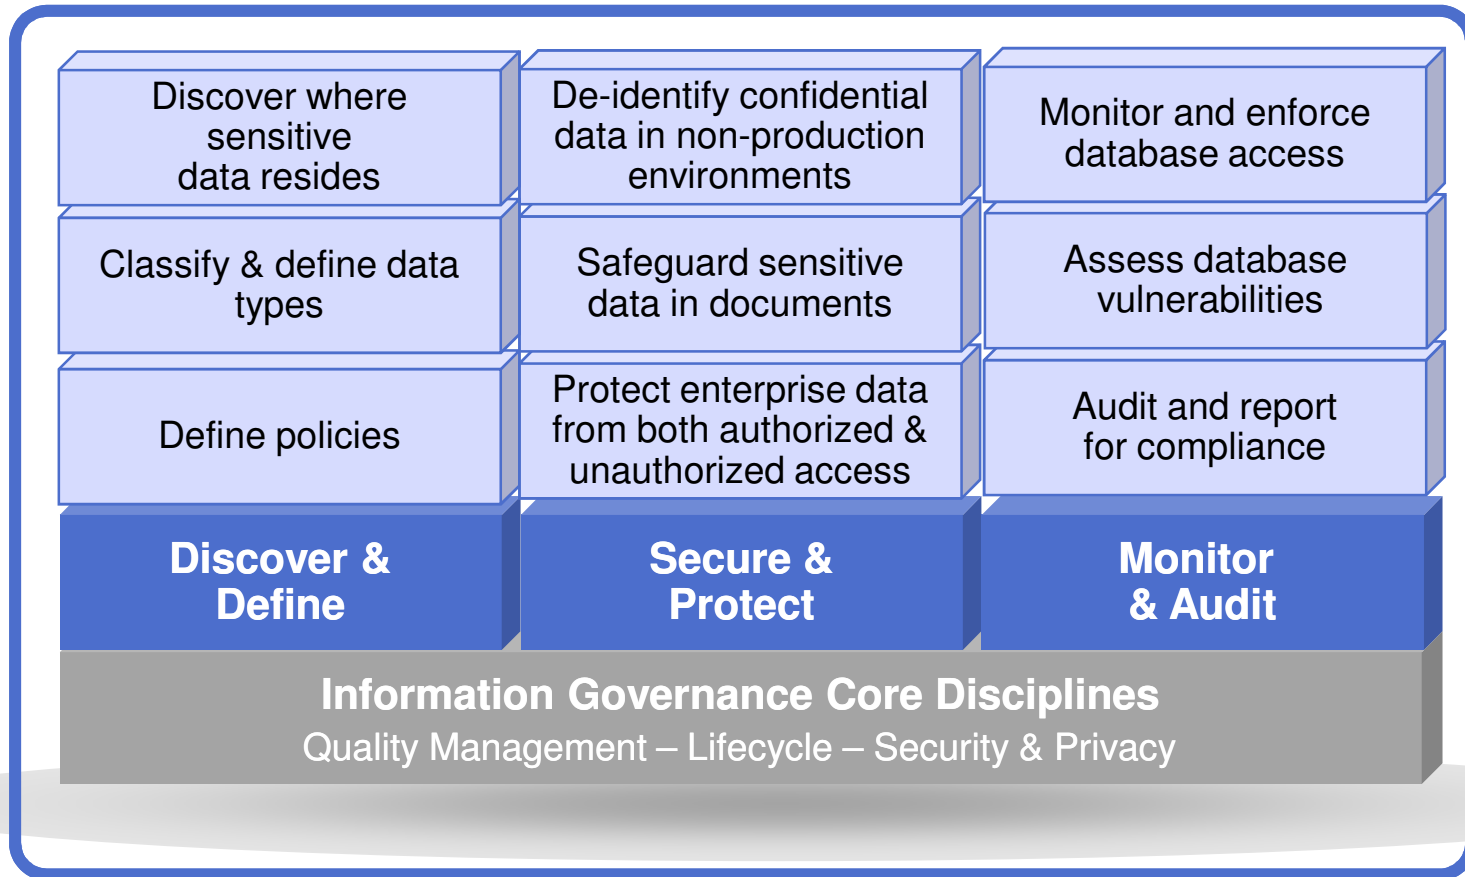 Discover where
sensitive
data resides
De-identify confidential
data in non-production
environments
Monitor and enforce
database access
Classify & define data
types
Safeguard sensitive
data in documents
Assess database
vulnerabilities
Define policies
Protect enterprise data
from both authorized &
unauthorized access
Audit and report
for compliance
Discover &
Define
Secure &
Protect
Monitor
& Audit
Information Governance Core Disciplines
Quality Management – Lifecycle – Security & Privacy